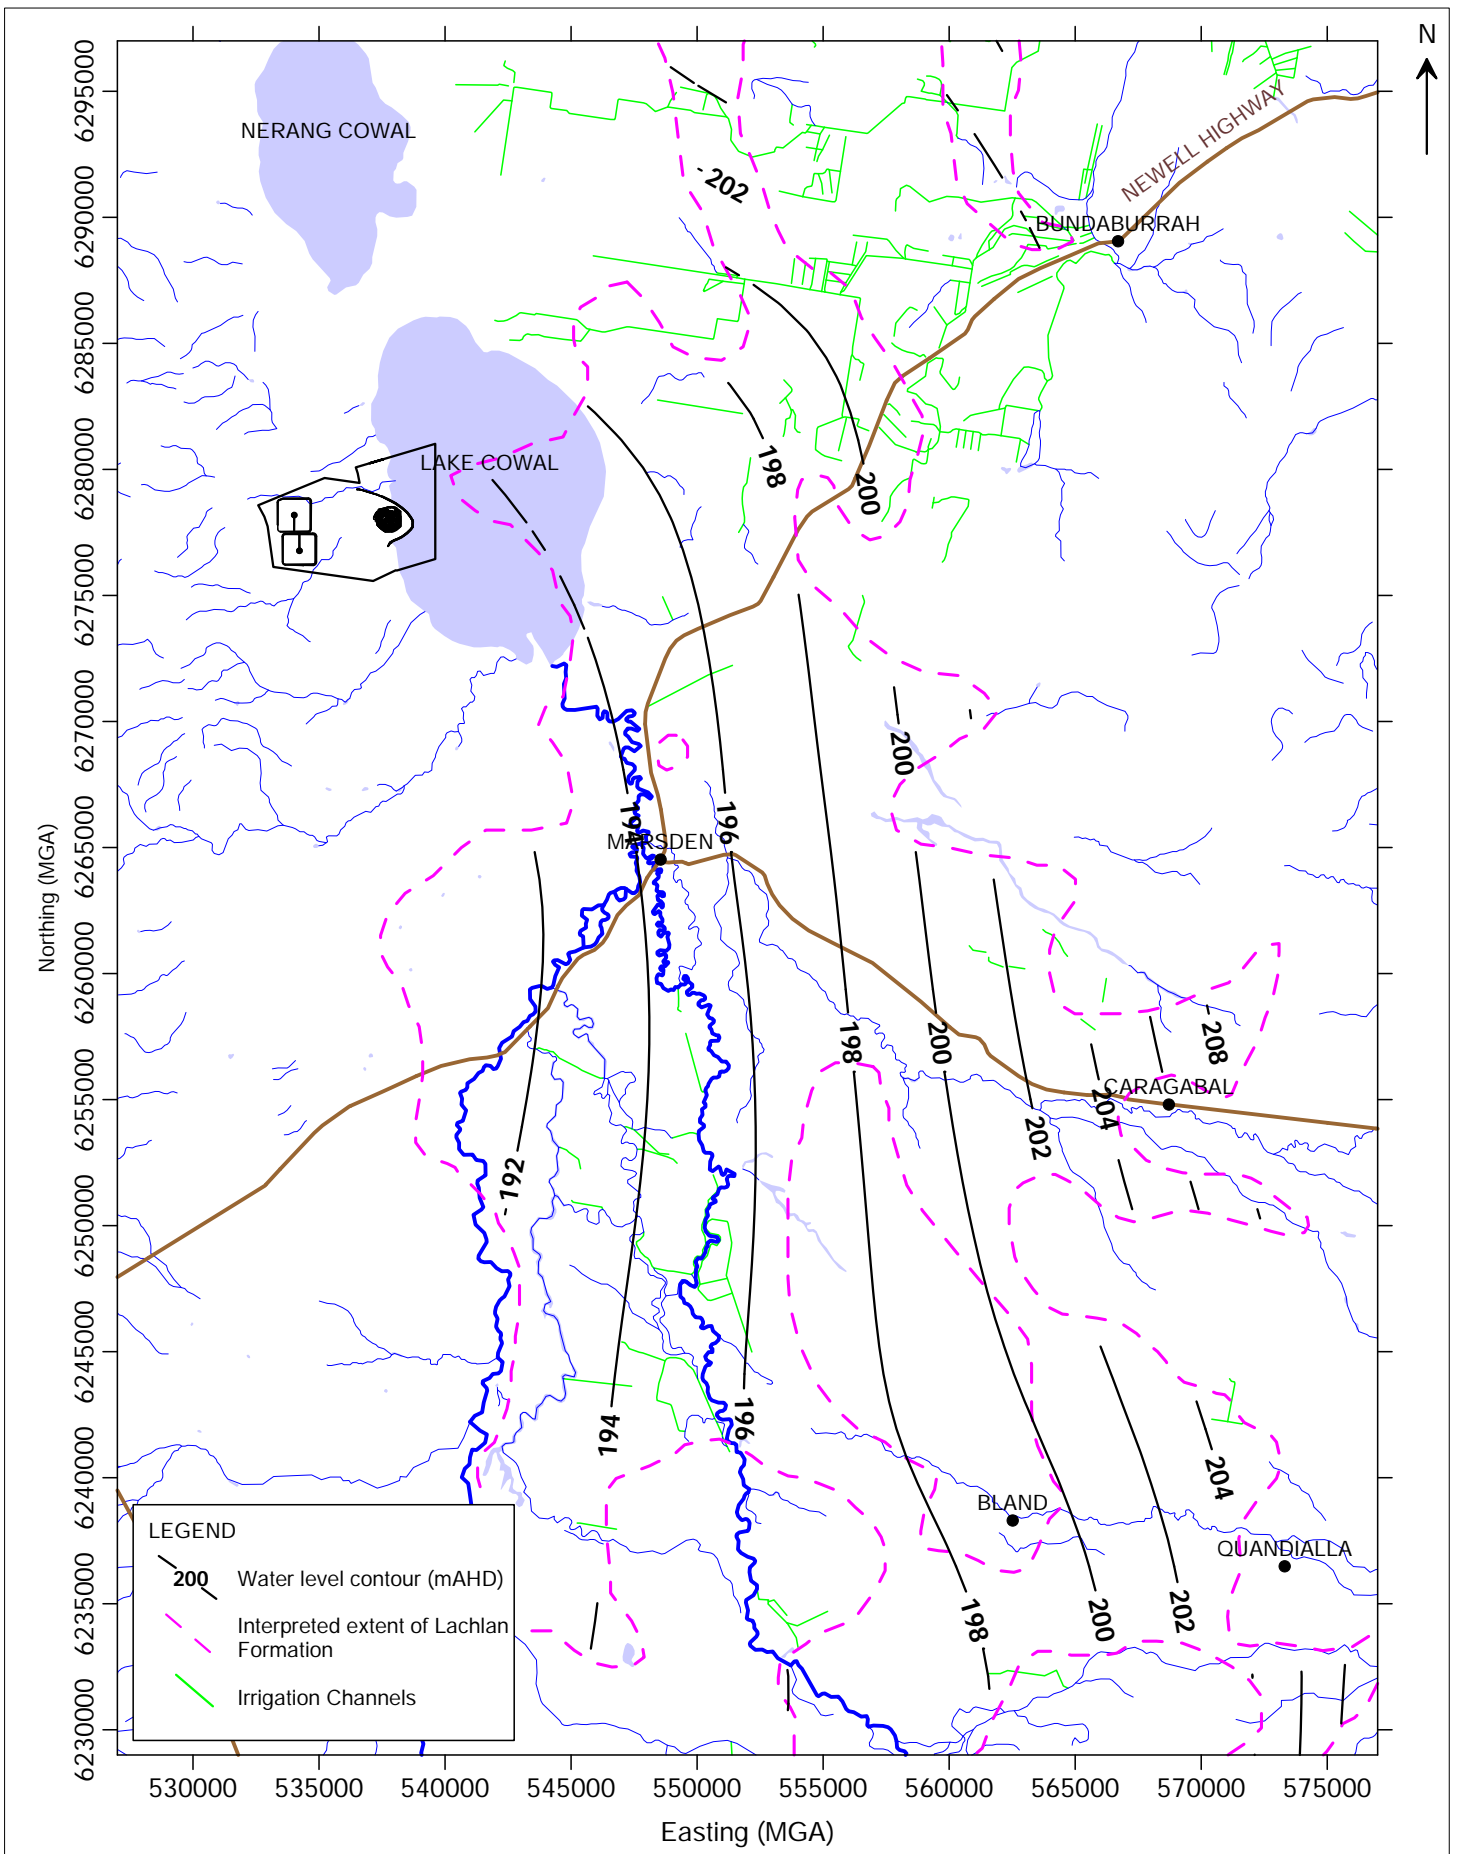 N
6295000
6290000
6285000
6280000
6275000
6270000
6265000
6260000
6255000
6250000
6245000
6240000
6235000
6230000
Northing (MGA)
NERANG COWAL
NEWELL HIGHWAY
202
BUNDABURRAH
LAKE COWAL
198
200
200
194
196
MARSDEN
198
200
208
CARAGABAL
204
202
192
194
196
204
BLAND
QUANDIALLA
198
200
202
LEGEND
200 Water level contour (mAHD)
Interpreted extent of Lachlan
Formation
Irrigation Channels
530000 535000 540000 545000 550000 555000 560000 565000 570000 575000
Easting (MGA)